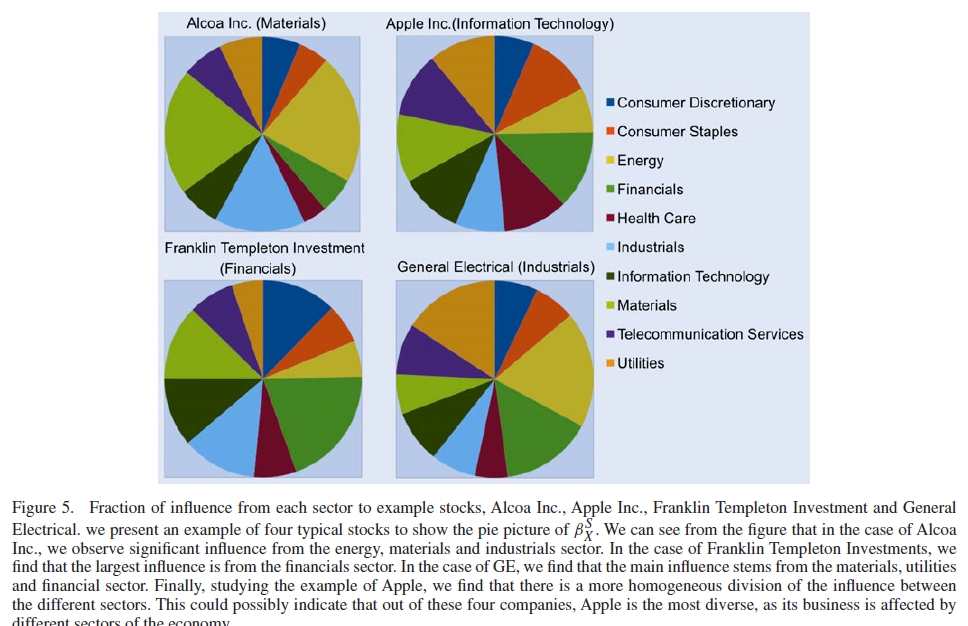 Alcoa Inc. (Materials)
Apple Inc.(Information Technology)
Consumer Discretionary
Consumer Staples
Energy
Financials
Health Care
Industrials
Information Technology
Materials
Telecommunication Services
Utilities
Franklin Templeton Investment
(Financials)
General Electrical (Industrials)
Figure 5. Fraction of influence from each sector to example stocks, Alcoa Inc., Apple Inc., Franklin Templeton Investment and General
Electrical. we present an example of four typical stocks to show the pie picture of β_X^S. We can see from the figure that in the case of Alcoa
Inc., we observe significant influence from the energy, materials and industrials sector. In the case of Franklin Templeton Investments, we
find that the largest influence is from the financials sector. In the case of GE, we find that the main influence stems from the materials, utilities
and financial sector. Finally, studying the example of Apple, we find that there is a more homogeneous division of the influence between
the different sectors. This could possibly indicate that out of these four companies, Apple is the most diverse, as its business is affected by
different sectors of the economy